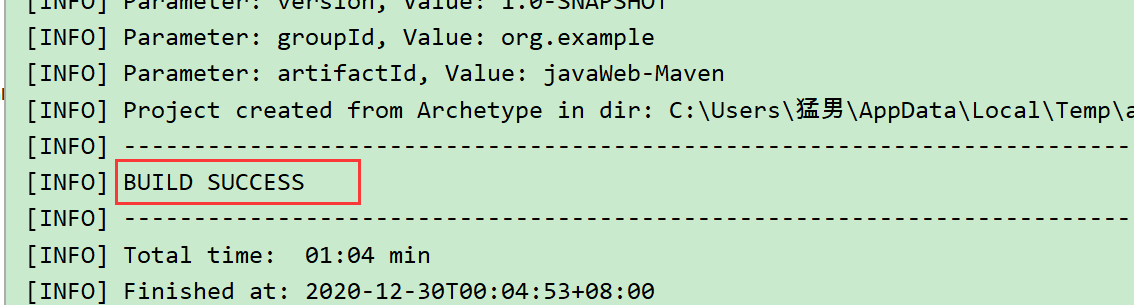 [INFO] Parameter: version, Value: 1.0-SNAPSHOT
[INFO] Parameter: groupId, Value: org.example
[INFO] Parameter: artifactId, Value: javaWeb-Maven
[INFO] Project created from Archetype in dir: C:\Users\猛男\AppData\Local\Temp\a
[INFO] ------------------------------------------------------------------------
[INFO] BUILD SUCCESS
[INFO] ------------------------------------------------------------------------
[INFO] Total time:  01:04 min
[INFO] Finished at: 2020-12-30T00:04:53+08:00